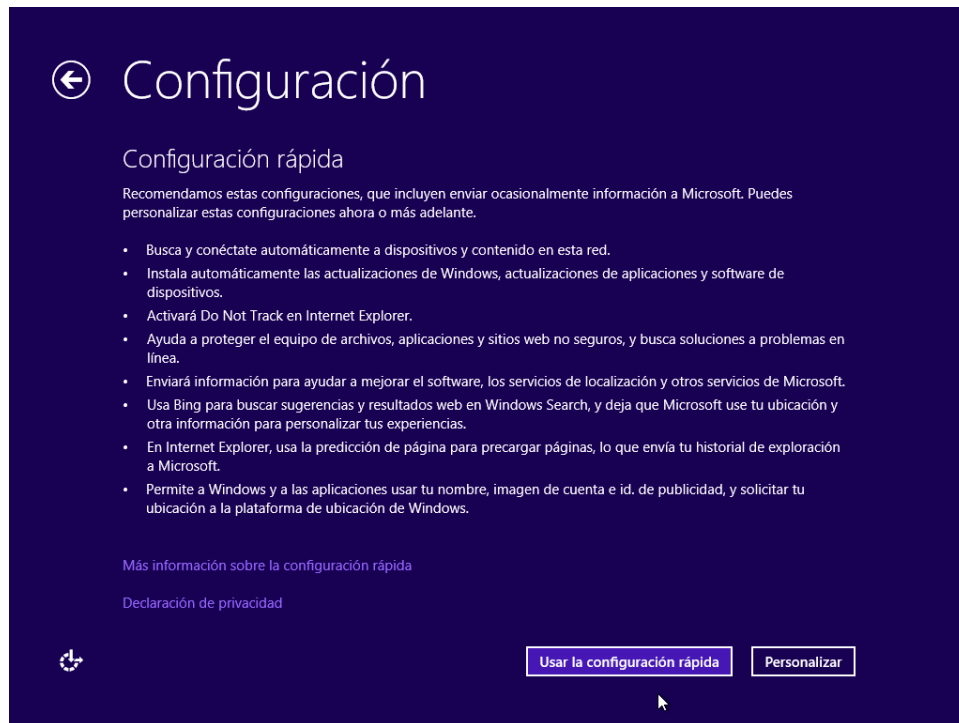 Configuración
Configuración rápida
Recomendamos estas configuraciones, que incluyen enviar ocasionalmente información a Microsoft. Puedes
personalizar estas configuraciones ahora o más adelante.
• Busca y conéctate automáticamente a dispositivos y contenido en esta red.
• Instala automáticamente las actualizaciones de Windows, actualizaciones de aplicaciones y software de
dispositivos.
• Activará Do Not Track en Internet Explorer.
• Ayuda a proteger el equipo de archivos, aplicaciones y sitios web no seguros, y busca soluciones a problemas en
línea.
• Enviará información para ayudar a mejorar el software, los servicios de localización y otros servicios de Microsoft.
• Usa Bing para buscar sugerencias y resultados web en Windows Search, y deja que Microsoft use tu ubicación y
otra información para personalizar tus experiencias.
• En Internet Explorer, usa la predicción de página para precargar páginas, lo que envía tu historial de exploración
a Microsoft.
• Permite a Windows y a las aplicaciones usar tu nombre, imagen de cuenta e id. de publicidad, y solicitar tu
ubicación a la plataforma de ubicación de Windows.
Más información sobre la configuración rápida
Declaración de privacidad
Usar la configuración rápida
Personalizar